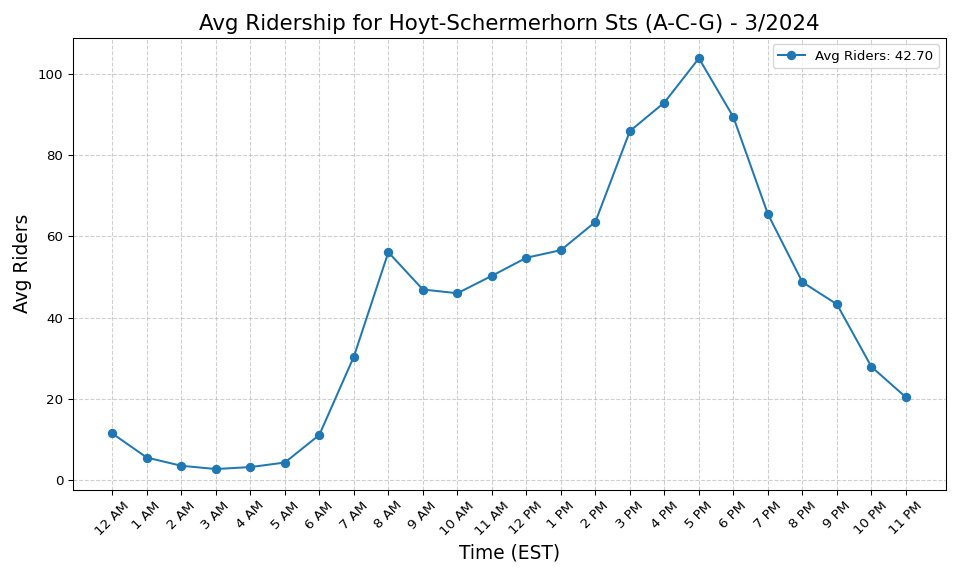 Avg Ridership for Hoyt-Schermerhorn Sts (A-C-G) - 3/2024
Avg Riders: 42.70
Avg Riders
100
80
60
40
20
0
12 AM
1 AM
2 AM
3 AM
4 AM
5 AM
6 AM
7 AM
8 AM
9 AM
10 AM
11 AM
12 PM
1 PM
2 PM
3 PM
4 PM
5 PM
6 PM
7 PM
8 PM
9 PM
10 PM
11 PM
Time (EST)